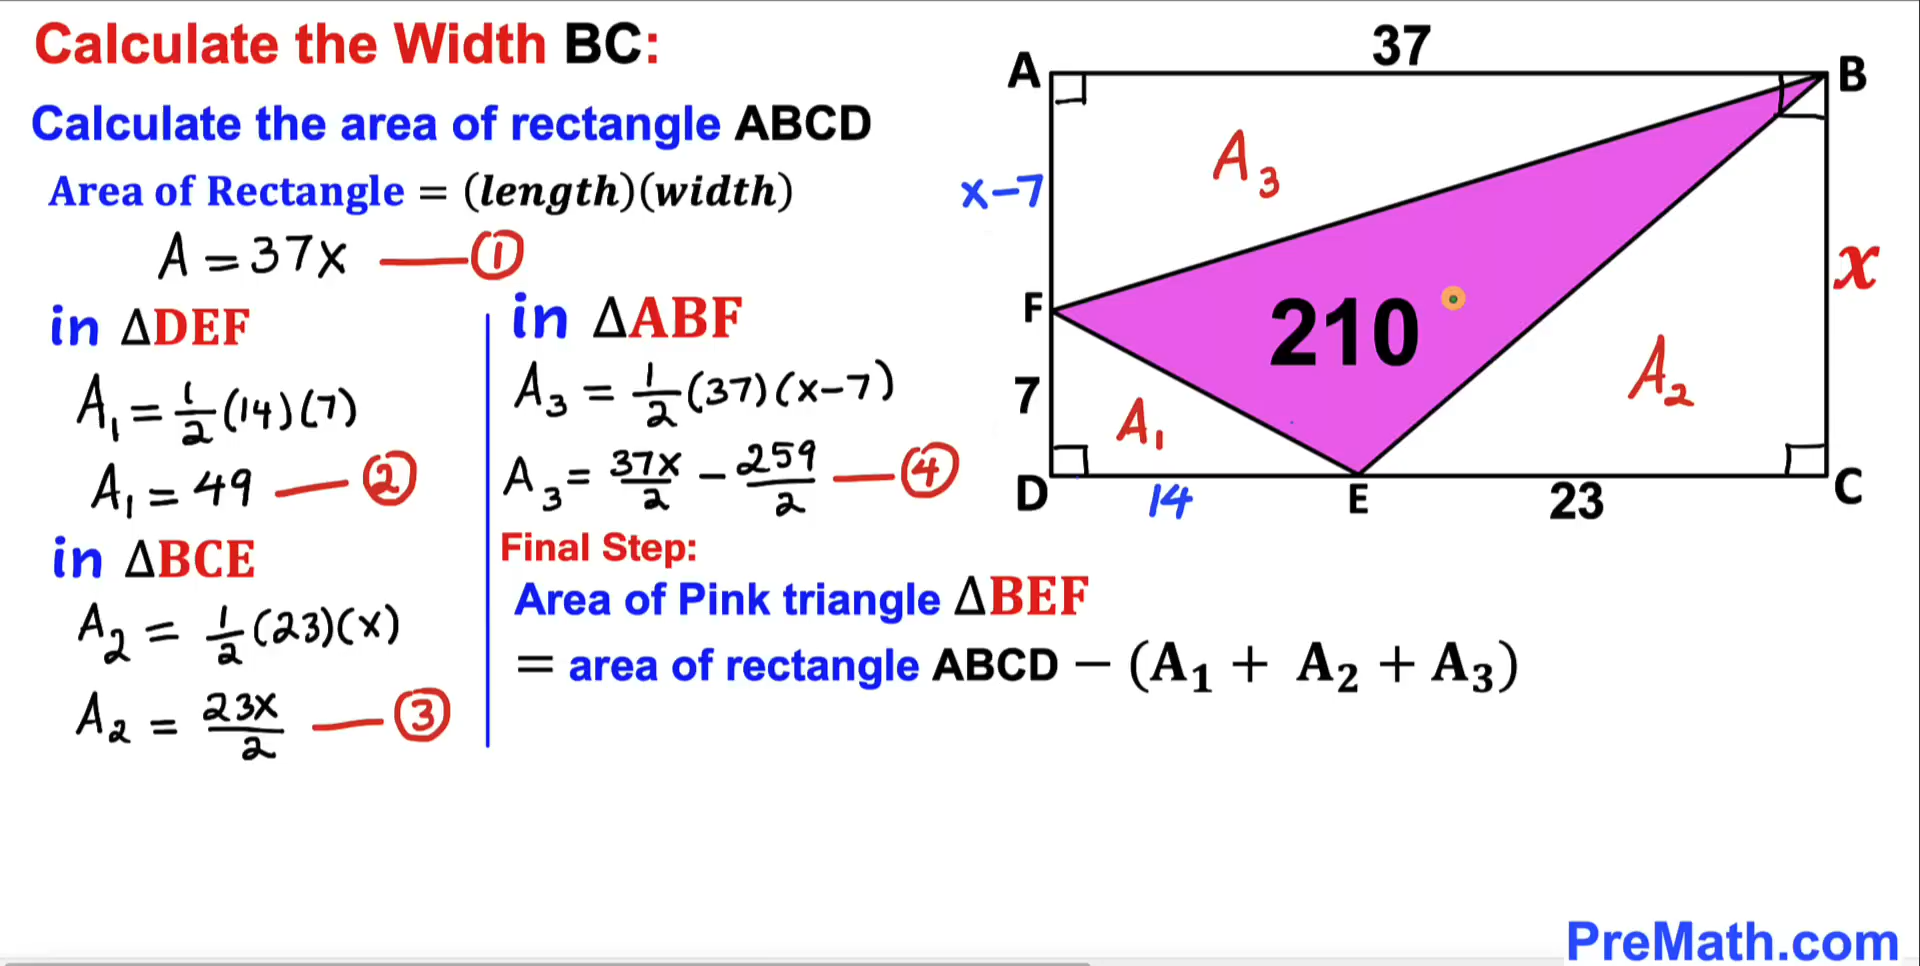 Calculate the Width BC:
Calculate the area of rectangle ABCD
Area of Rectangle = (length)(width)
A = 37x —— ①
in ΔDEF
A₁ = 1/2 (14)(7)
A₁ = 49 —— ②
in ΔBCE
A₂ = 1/2 (23)(x)
A₂ = 23x/2 —— ③
in ΔABF
A₃ = 1/2 (37)(x-7)
A₃ = 37x/2 - 259/2 —— ④
Final Step:
Area of Pink triangle ΔBEF
= area of rectangle ABCD − (A₁ + A₂ + A₃)
37
A
B
A₃
x-7
x
F
210
7
A₁
A₂
D
14
E
23
C
PreMath.com